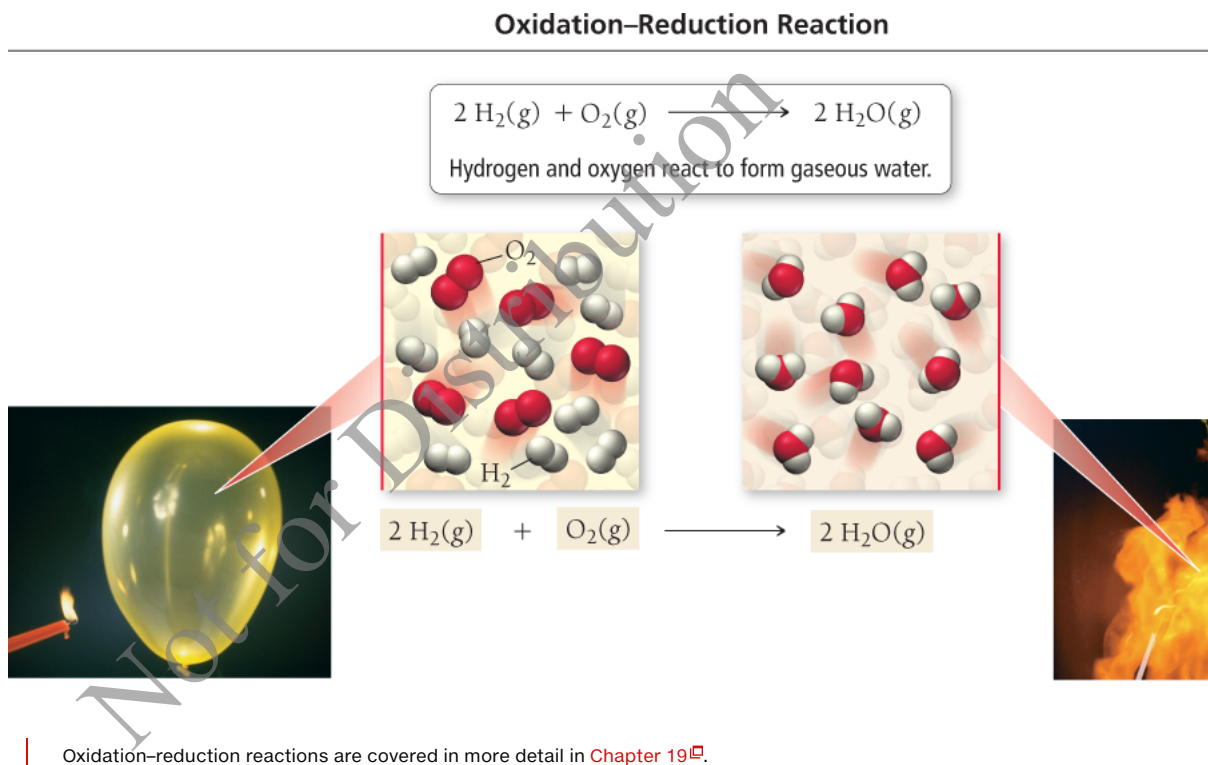 Oxidation–Reduction Reaction
2 H₂(g) + O₂(g) ⟶ 2 H₂O(g)
Hydrogen and oxygen react to form gaseous water.
O₂
H₂
2 H₂(g) + O₂(g) ⟶ 2 H₂O(g)
Not for Distribution
Oxidation–reduction reactions are covered in more detail in Chapter 19.